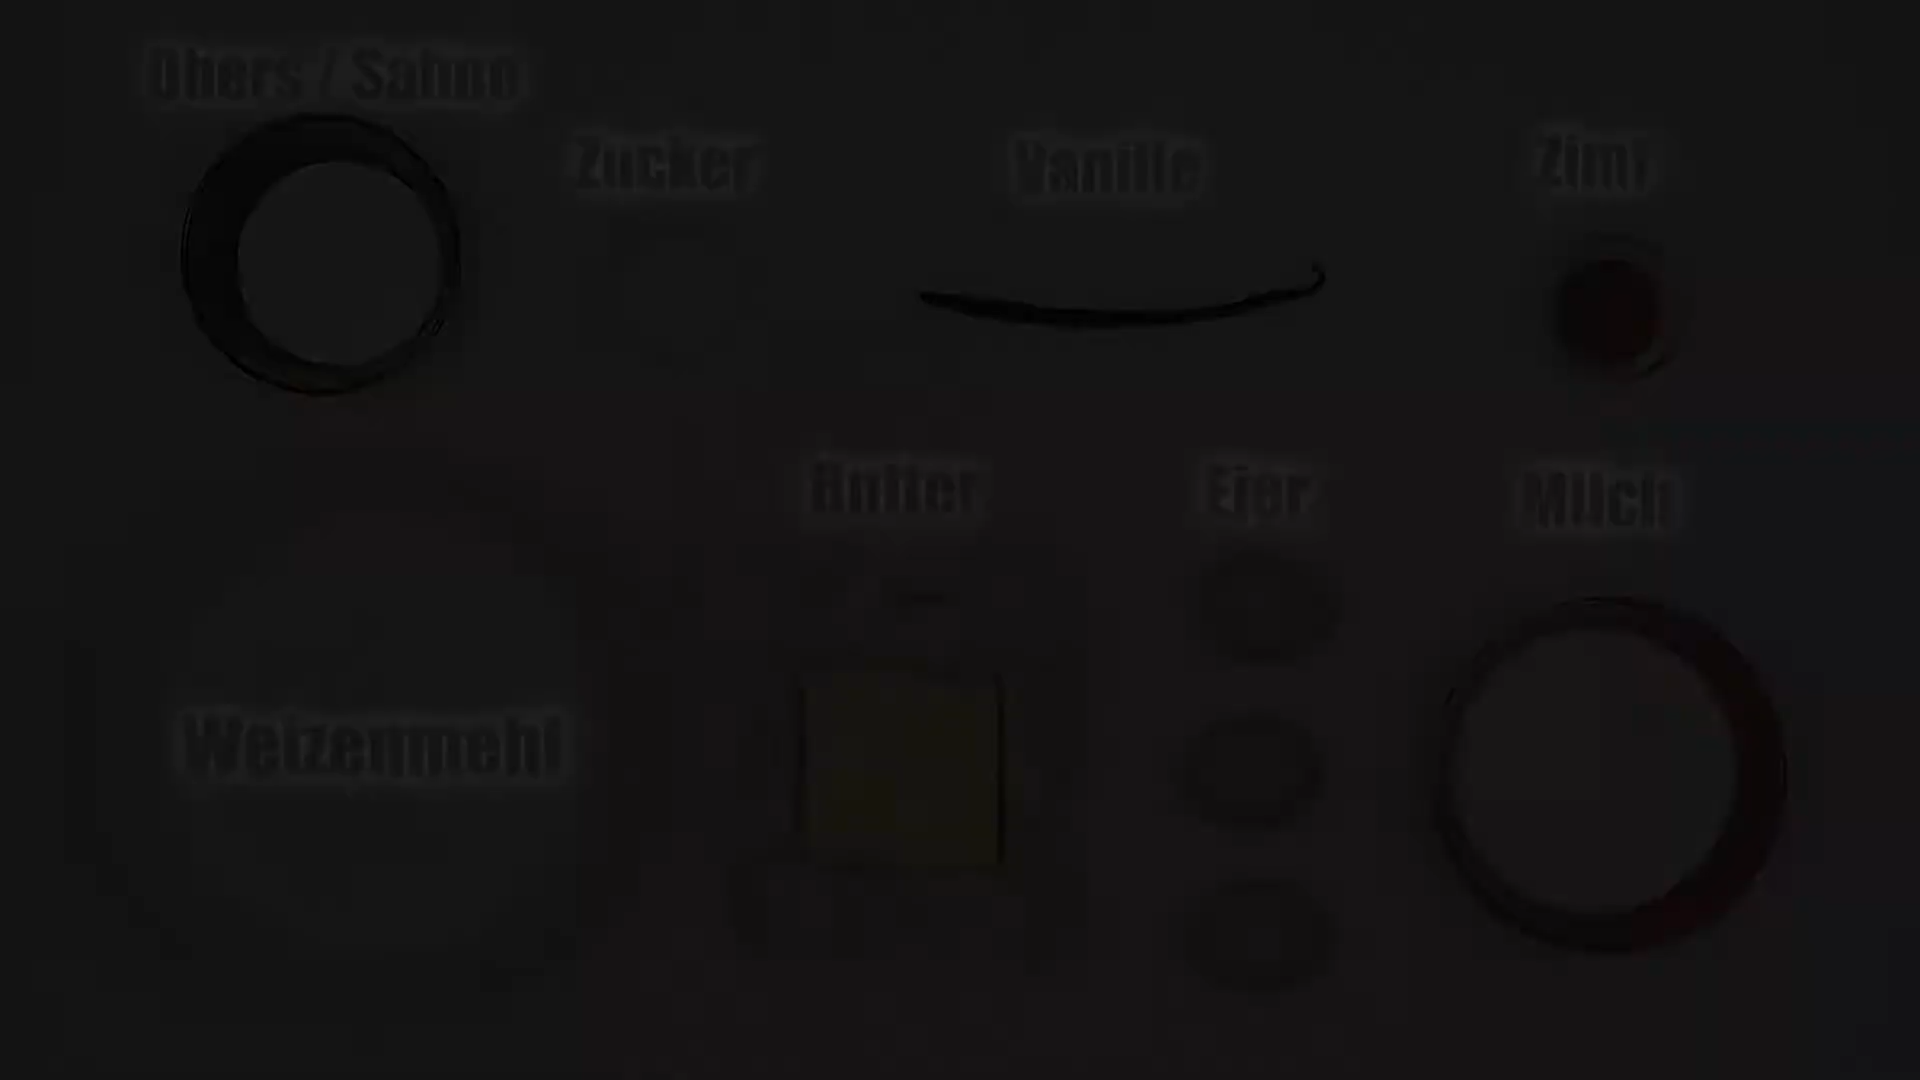 Obers / Sahne
Zucker
Vanille
Zimt
Butter
Eier
Milch
Weizenmehl